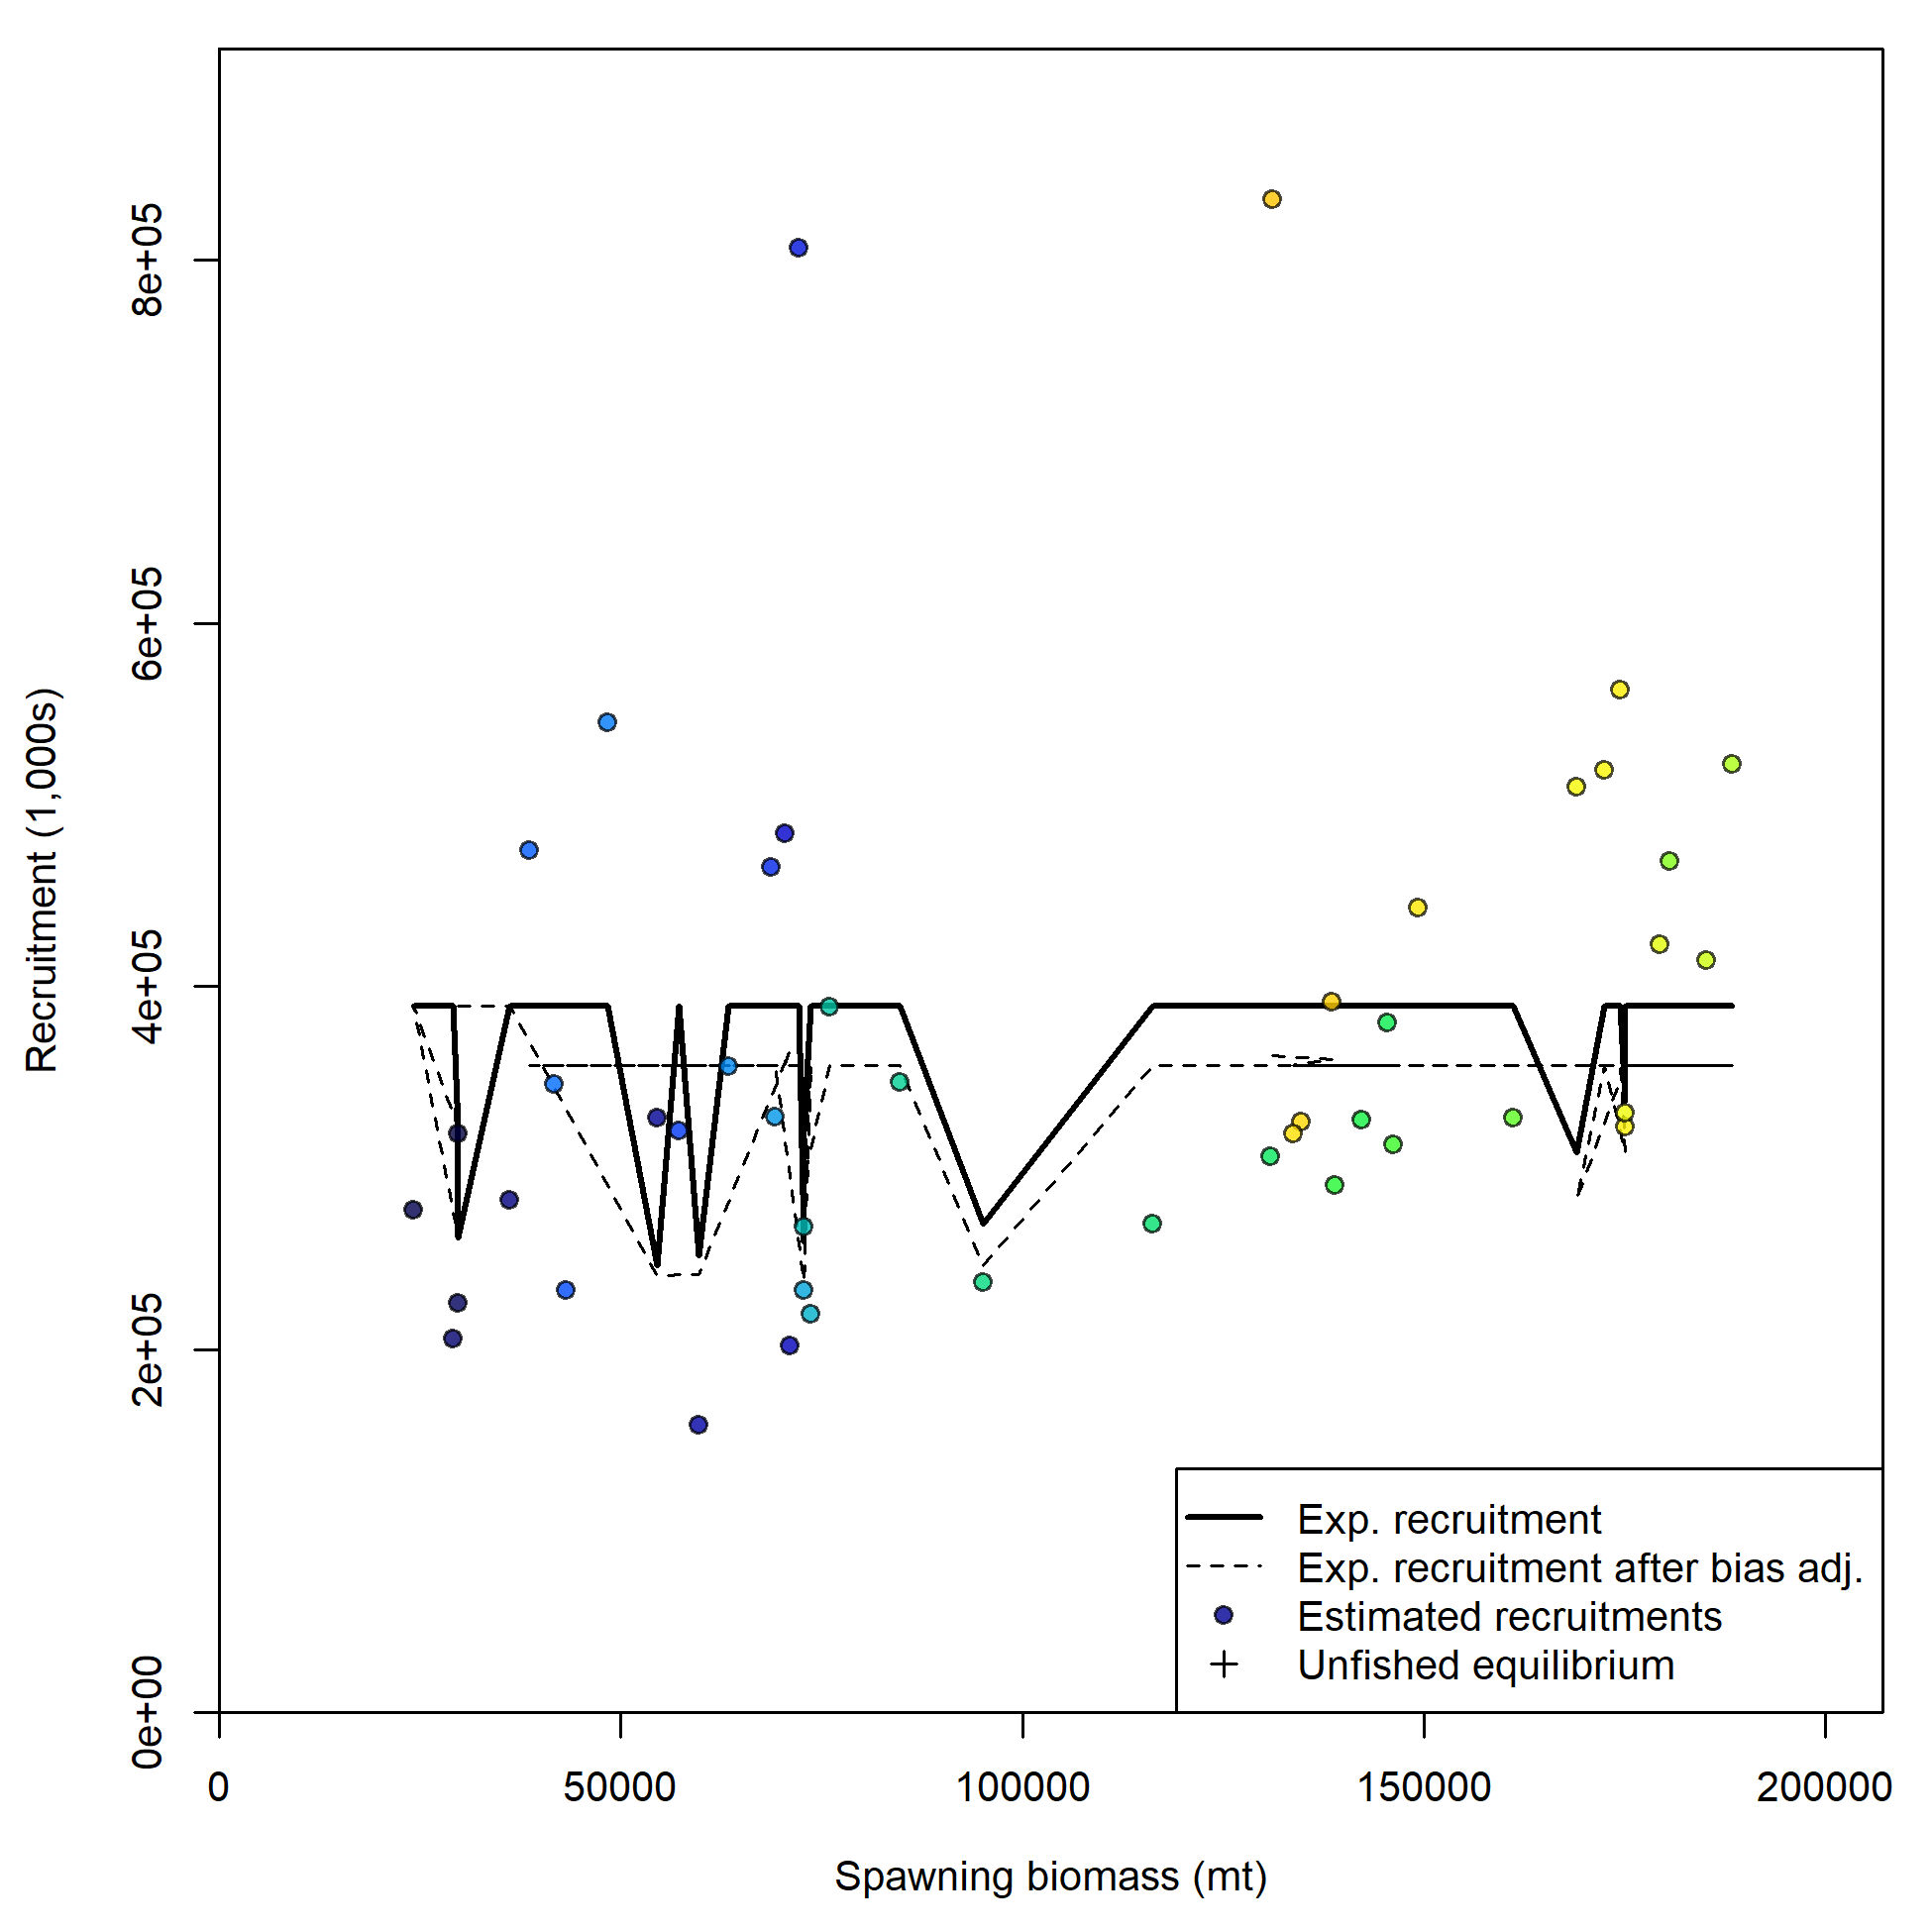 8e+05
6e+05
4e+05
2e+05
0e+00
Recruitment (1,000s)
Exp. recruitment
Exp. recruitment after bias adj.
Estimated recruitments
Unfished equilibrium
0 50000 100000 150000 200000
Spawning biomass (mt)